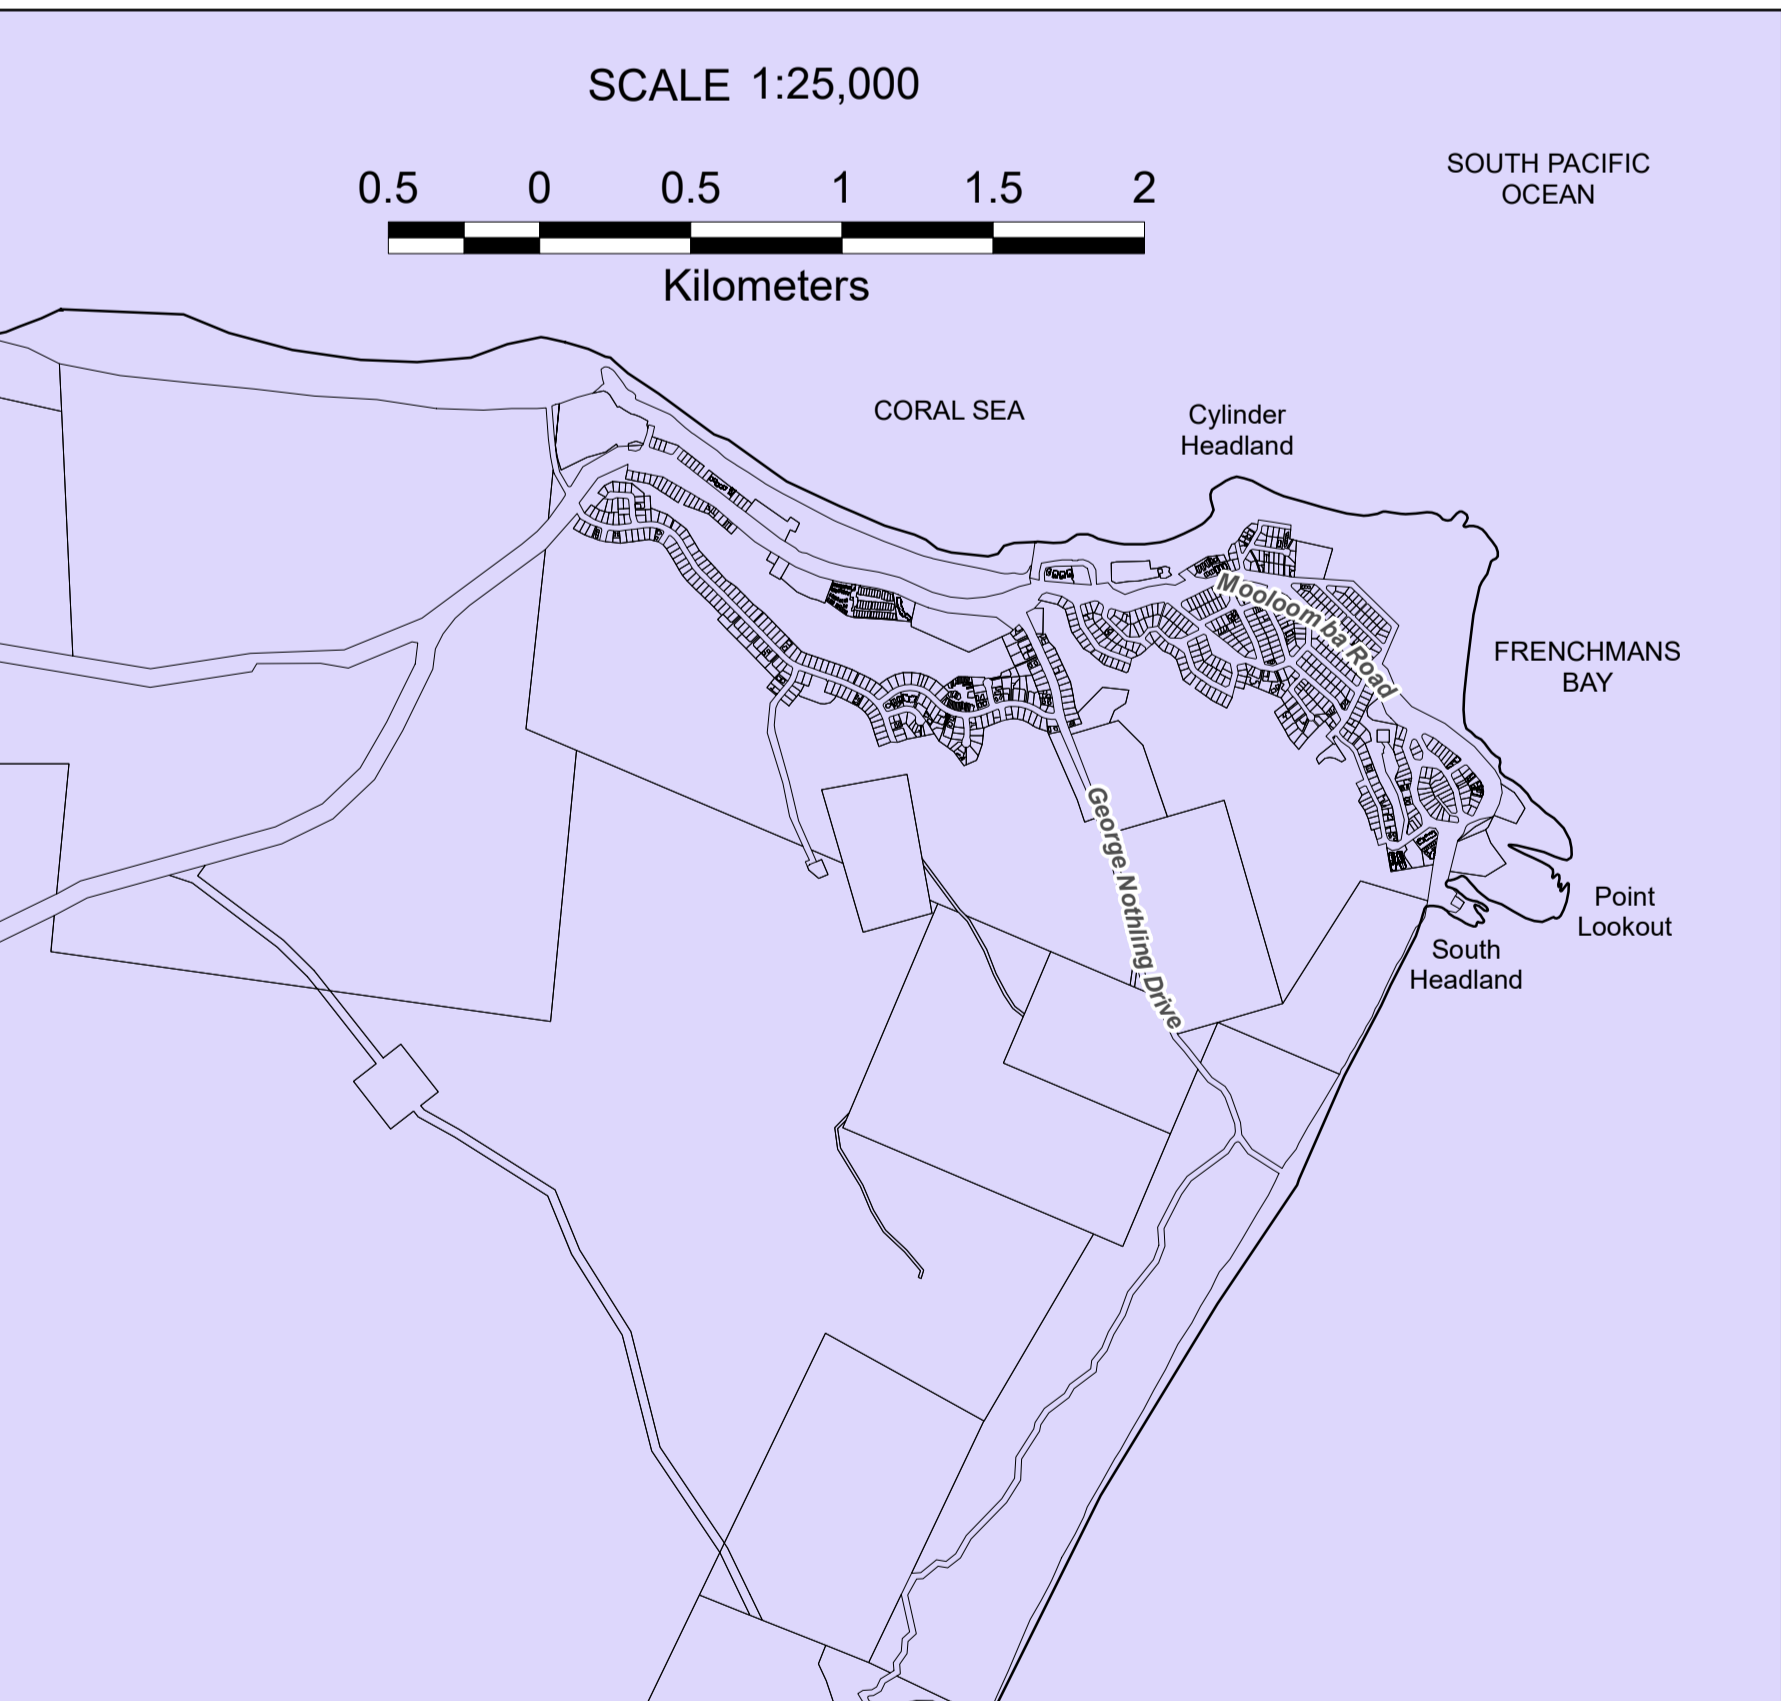 SCALE 1:25,000
SOUTH PACIFIC
OCEAN
0.5 0 0.5 1 1.5 2
Kilometers
CORAL SEA
Cylinder
Headland
Mooloomba Road
FRENCHMANS
BAY
George Nothling Drive
Point
Lookout
South
Headland